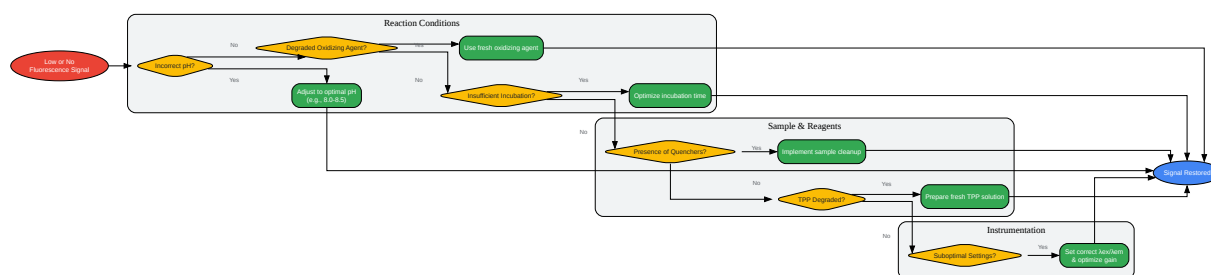 Reaction Conditions
Low or No
Fluorescence Signal
Incorrect pH?
No
Yes
Degraded Oxidizing Agent?
Yes
No
Use fresh oxidizing agent
Adjust to optimal pH
(e.g., 8.0-8.5)
Insufficient Incubation?
Yes
No
Optimize incubation time
Sample & Reagents
Presence of Quenchers?
Yes
No
Implement sample cleanup
TPP Degraded?
Yes
No
Prepare fresh TPP solution
Signal Restored
Instrumentation
Suboptimal Settings?
Yes
Set correct λex/λem
& optimize gain